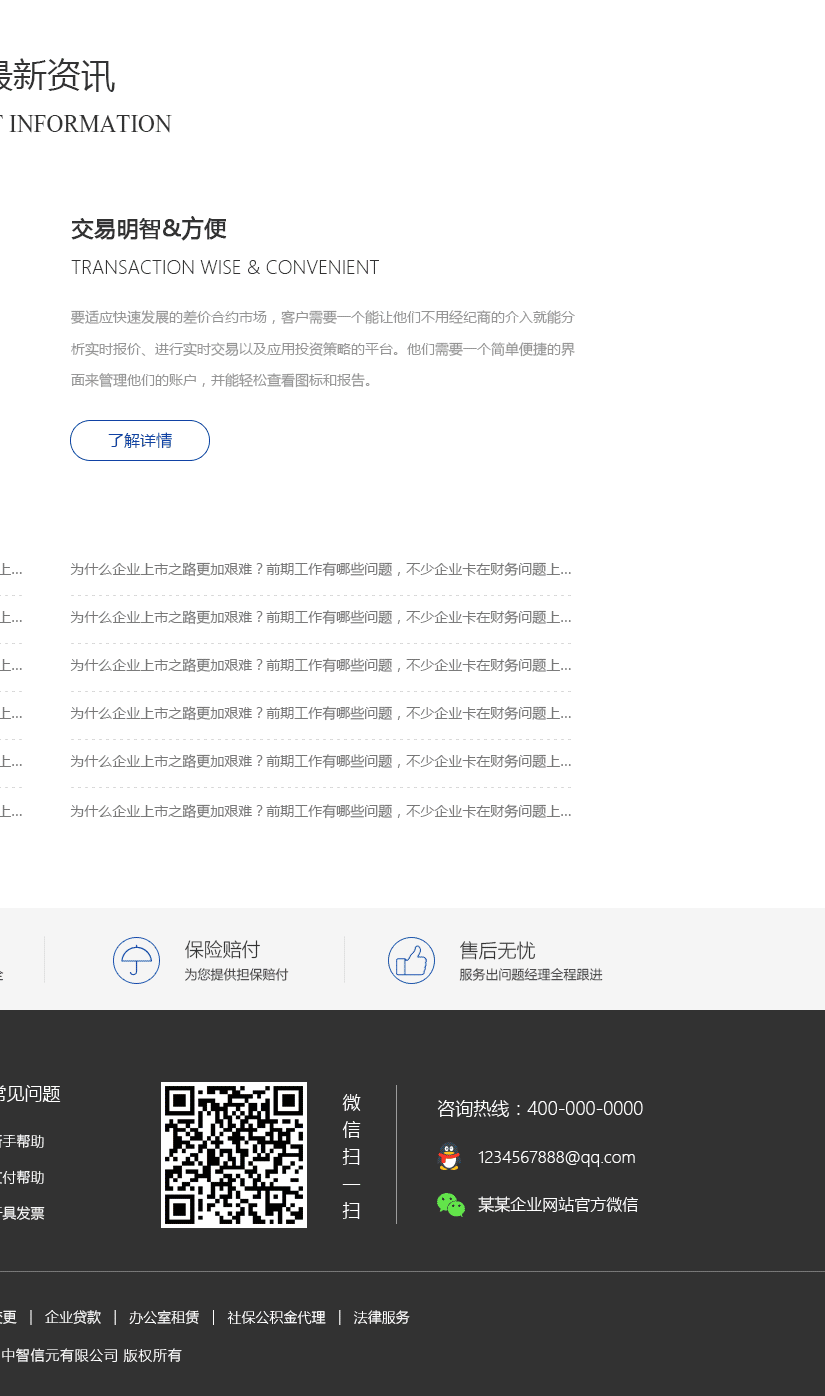 最新资讯
T INFORMATION
交易明智&方便
TRANSACTION WISE & CONVENIENT
要适应快速发展的差价合约市场，客户需要一个能让他们不用经纪商的介入就能分
析实时报价、进行实时交易以及应用投资策略的平台。他们需要一个简单便捷的界
面来管理他们的账户，并能轻松查看图标和报告。
了解详情
上...
为什么企业上市之路更加艰难？前期工作有哪些问题，不少企业卡在财务问题上...
上...
为什么企业上市之路更加艰难？前期工作有哪些问题，不少企业卡在财务问题上...
上...
为什么企业上市之路更加艰难？前期工作有哪些问题，不少企业卡在财务问题上...
上...
为什么企业上市之路更加艰难？前期工作有哪些问题，不少企业卡在财务问题上...
上...
为什么企业上市之路更加艰难？前期工作有哪些问题，不少企业卡在财务问题上...
上...
为什么企业上市之路更加艰难？前期工作有哪些问题，不少企业卡在财务问题上...
全
保险赔付
为您提供担保赔付
售后无忧
服务出问题经理全程跟进
常见问题
新手帮助
支付帮助
开具发票
微信扫一扫
咨询热线：400-000-0000
1234567888@qq.com
某某企业网站官方微信
变更 | 企业贷款 | 办公室租赁 | 社保公积金代理 | 法律服务
中智信元有限公司 版权所有